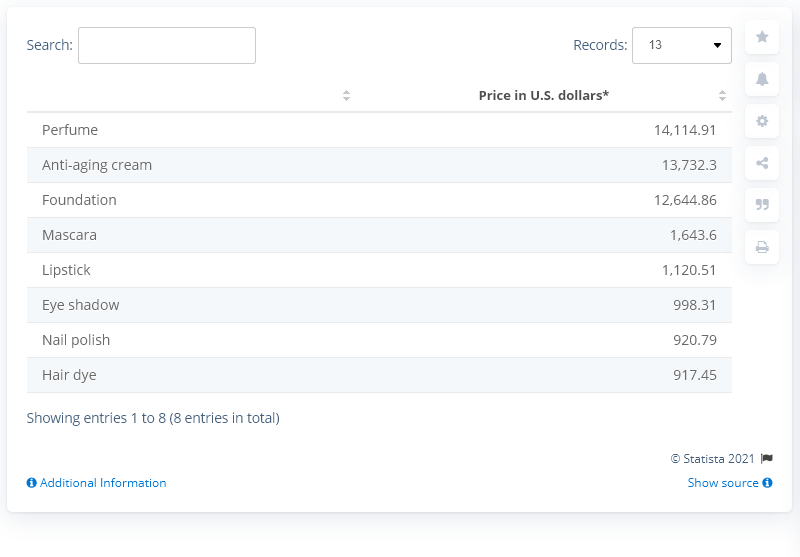 Search:
Records: 13
Price in U.S. dollars*
Perfume 14,114.91
Anti-aging cream 13,732.3
Foundation 12,644.86
Mascara 1,643.6
Lipstick 1,120.51
Eye shadow 998.31
Nail polish 920.79
Hair dye 917.45
Showing entries 1 to 8 (8 entries in total)
© Statista 2021
Additional Information
Show source